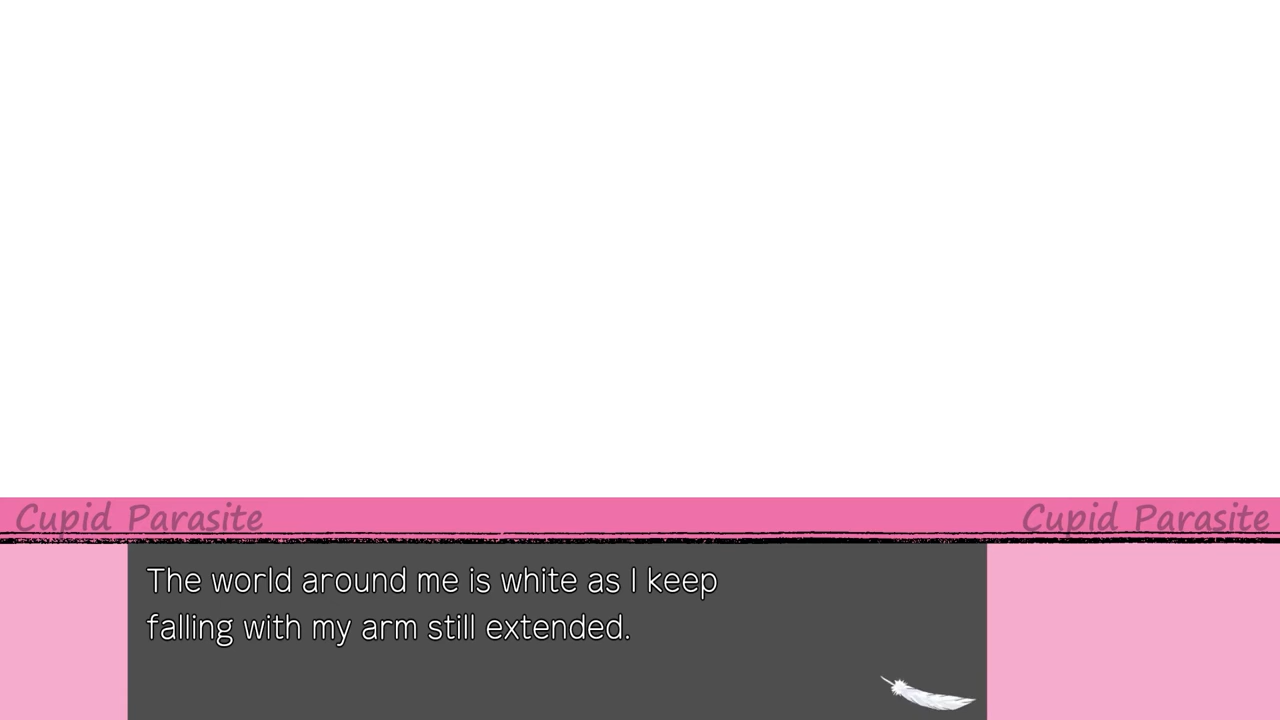 Cupid Parasite
Cupid Parasite
The world around me is white as I keep
falling with my arm still extended.